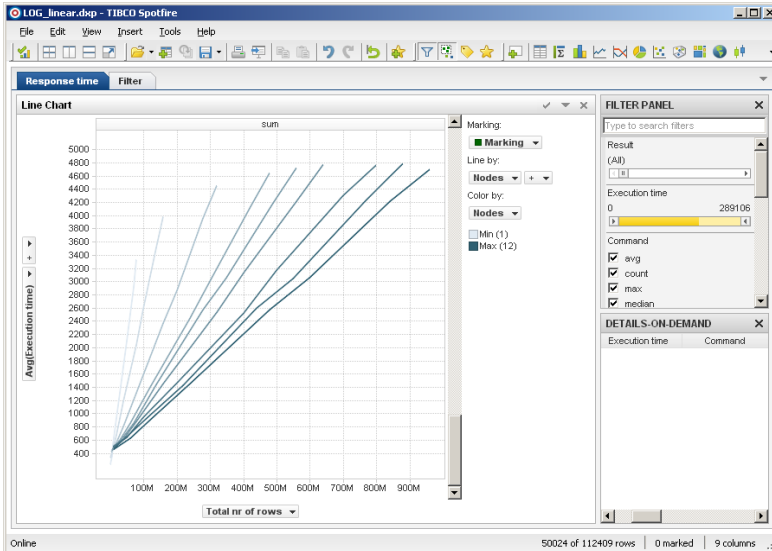 LOG_linear.dxp - TIBCO Spotfire
File Edit View Insert Tools Help
Response time Filter
Line Chart
sum
5000
4800
4600
4400
4200
4000
3800
3600
3400
3200
3000
2800
2600
2400
2200
2000
1800
1600
1400
1200
1000
800
600
400
+
Avg(Execution time)
100M 200M 300M 400M 500M 600M 700M 800M 900M
Total nr of rows
Marking:
Marking
Line by:
Nodes +
Color by:
Nodes
Min (1)
Max (12)
FILTER PANEL
Type to search filters
Result
(All)
Execution time
0 289106
Command
avg
count
max
median
DETAILS-ON-DEMAND
Execution time Command
Online 50024 of 112409 rows 0 marked 9 columns